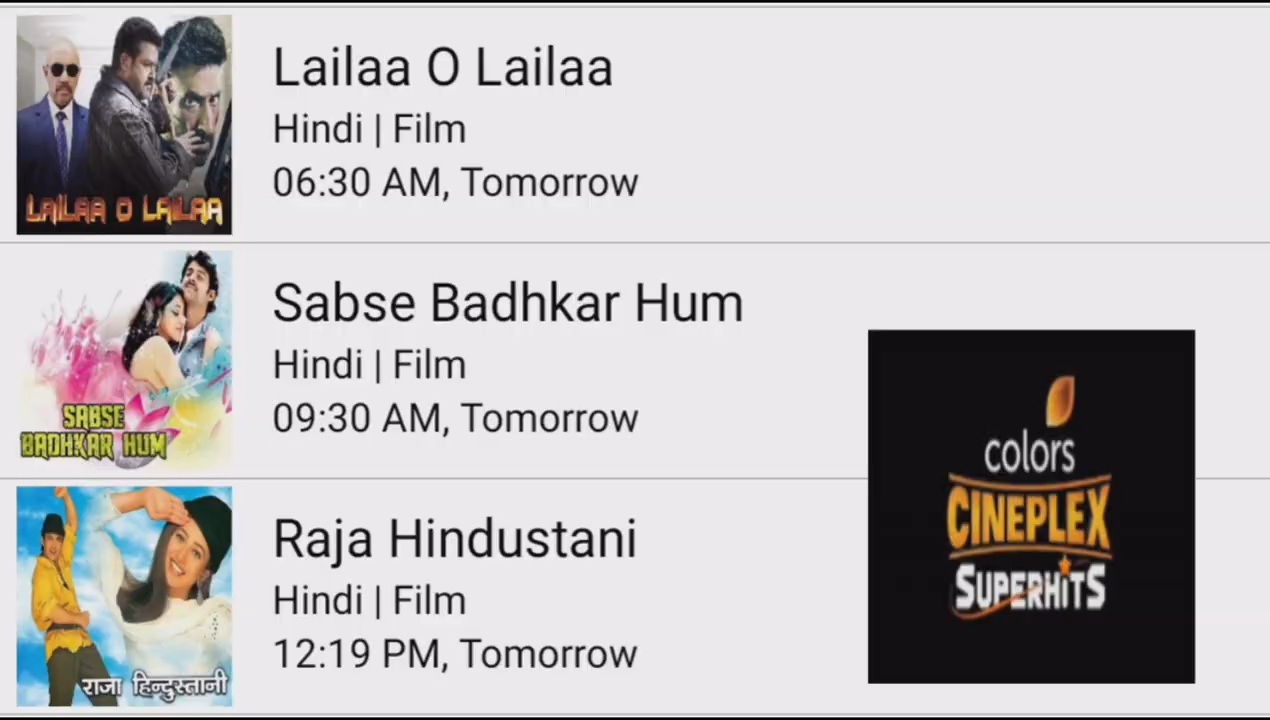 LAILAA O LAILAA
Lailaa O Lailaa
Hindi | Film
06:30 AM, Tomorrow
SABSE
BADHKAR HUM
Sabse Badhkar Hum
Hindi | Film
09:30 AM, Tomorrow
राजा हिन्दुस्तानी
Raja Hindustani
Hindi | Film
12:19 PM, Tomorrow
colors
CINEPLEX
SUPERHITS